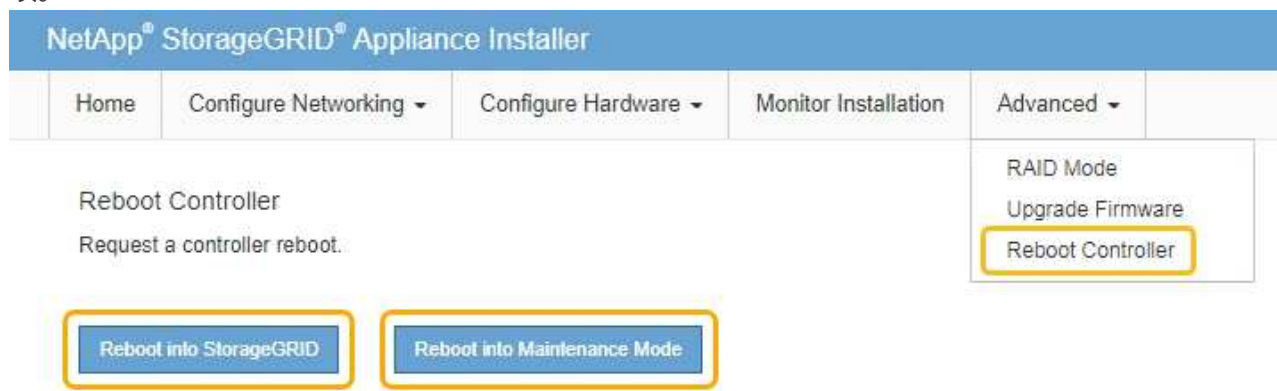 NetApp® StorageGRID® Appliance Installer
Home Configure Networking Configure Hardware Monitor Installation Advanced
RAID Mode
Upgrade Firmware
Reboot Controller
Reboot Controller
Request a controller reboot.
Reboot into StorageGRID Reboot into Maintenance Mode